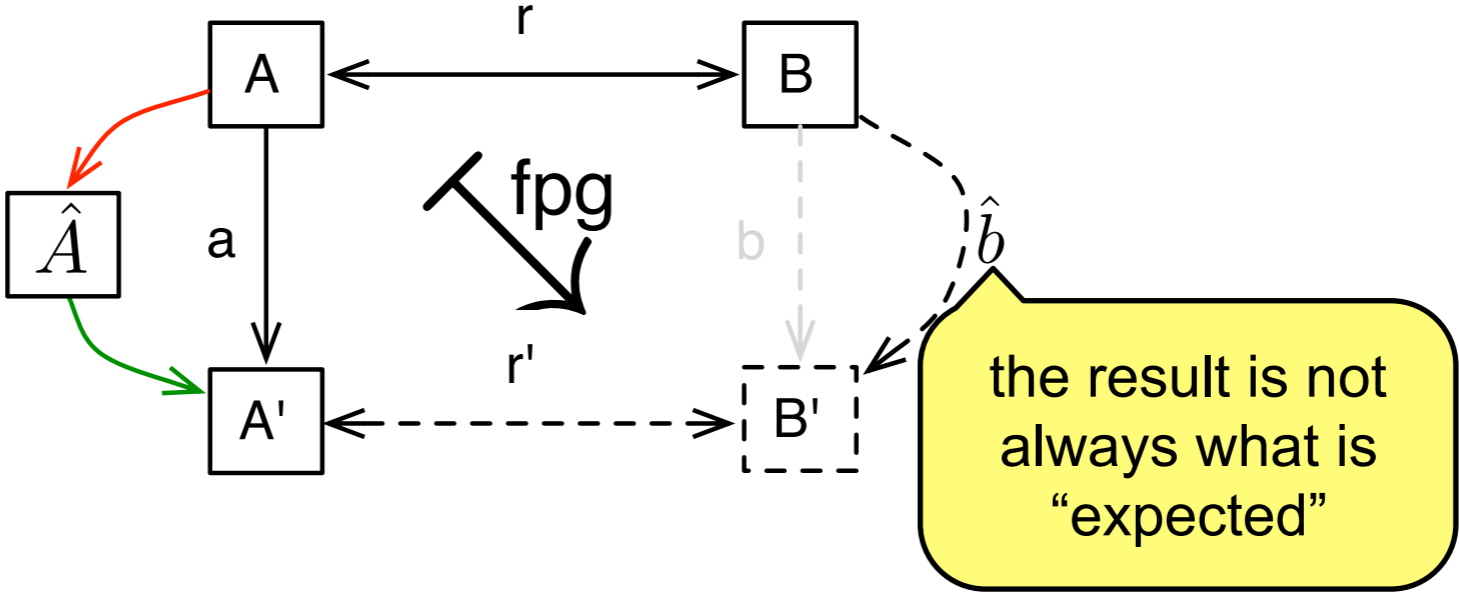 r
A
B
fpg
Â
a
b
b̂
r'
A'
B'
the result is not
always what is
“expected”